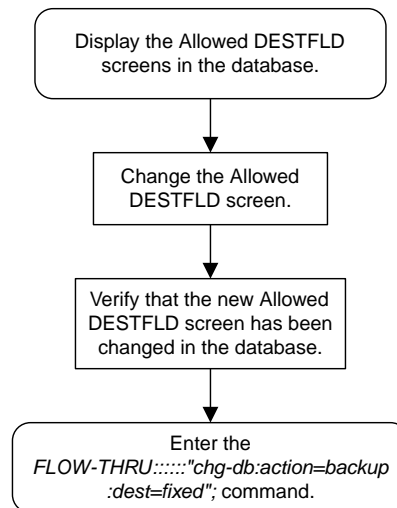 Display the Allowed DESTFLD
screens in the database.
Change the Allowed
DESTFLD screen.
Verify that the new Allowed
DESTFLD screen has been
changed in the database.
Enter the
FLOW-THRU::::::"chg-db:action=backup
:dest=fixed"; command.